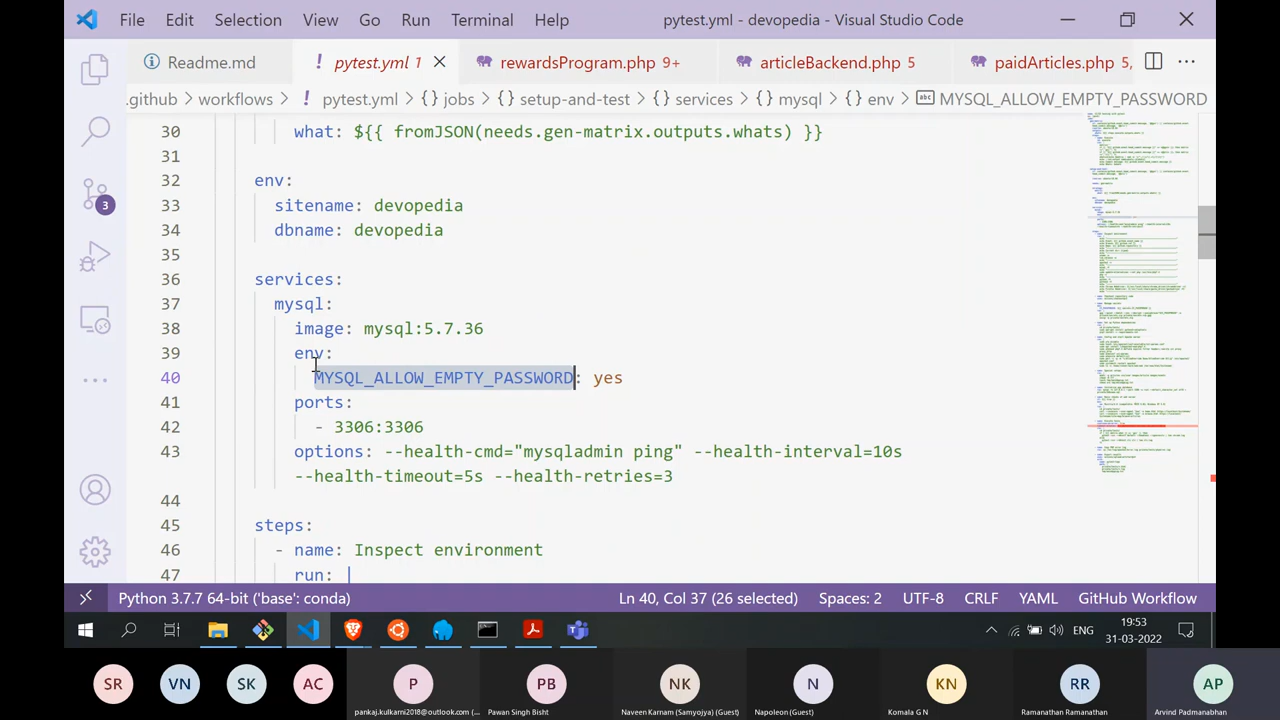 File Edit Selection View Go Run Terminal Help pytest.yml - devopedia - Visual Studio Code
Readme.md ! pytest.yml 1 rewardsProgram.php 9+ articleBackend.php 5 paidArticles.php 5,
.github > workflows > ! pytest.yml > {} jobs > {} setup-and-test > {} services > {} mysql > {} env > abc MYSQL_ALLOW_EMPTY_PASSWORD
30 what: ${{ fromJSON(needs.gen-matrix.outputs.whats) }}
31
32 env:
33 sitename: devopedia
34 dbname: devopedia
35
36 services:
37 mysql:
38 image: mysql:5.7.36
39 env:
40 MYSQL_ALLOW_EMPTY_PASSWORD: yes
41 ports:
42 - 3306:3306
43 options: --health-cmd="mysqladmin ping" --health-interval=10s
--health-timeout=5s --health-retries=3
44
45 steps:
46 - name: Inspect environment
47 run: |
3
Python 3.7.7 64-bit ('base': conda) Ln 40, Col 37 (26 selected) Spaces: 2 UTF-8 CRLF YAML GitHub Workflow
ENG 19:53
31-03-2022
SR VN SK AC P PB NK N KN RR AP
pankaj.kulkarni2018@outlook.com (... Pawan Singh Bisht Naveen Karnam (Samyojya) (Guest) Napoleon (Guest) Komala G N Ramanathan Ramanathan Arvind Padmanabhan